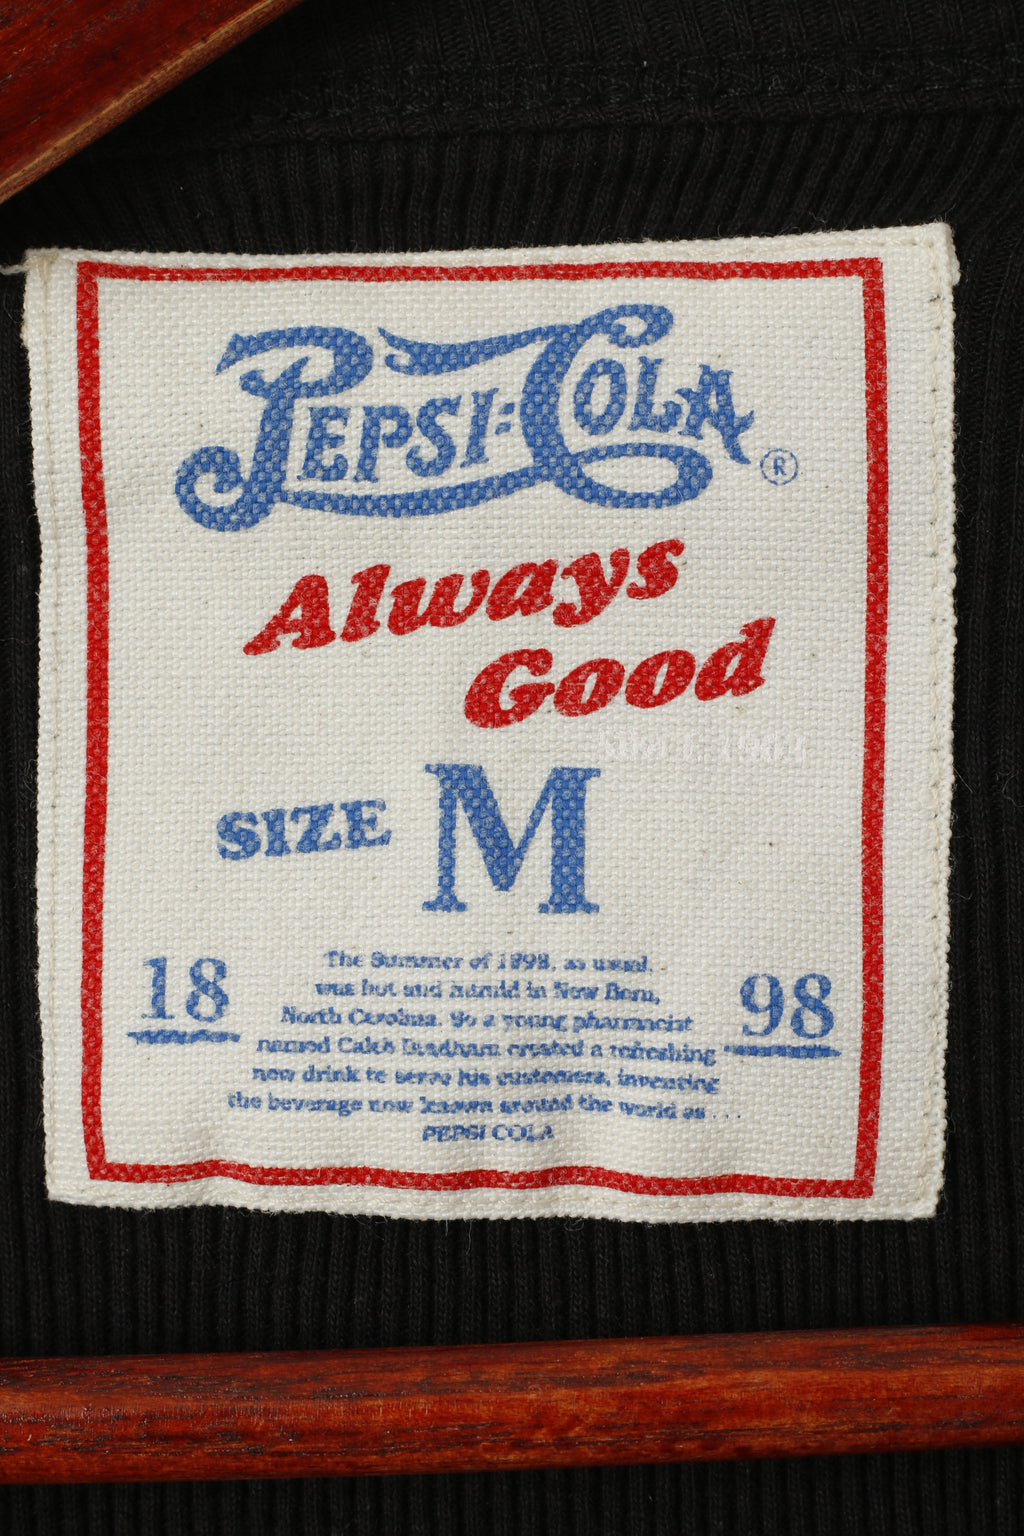 PEPSI=COLA ®
Always
Good
SIZE M
18 98
The Summer of 1898, as usual,
was hot and humid in New Bern,
North Carolina. So a young pharmacist
named Caleb Bradham created a refreshing
new drink to serve his customers, inventing
the beverage now known around the world as . . .
PEPSI COLA